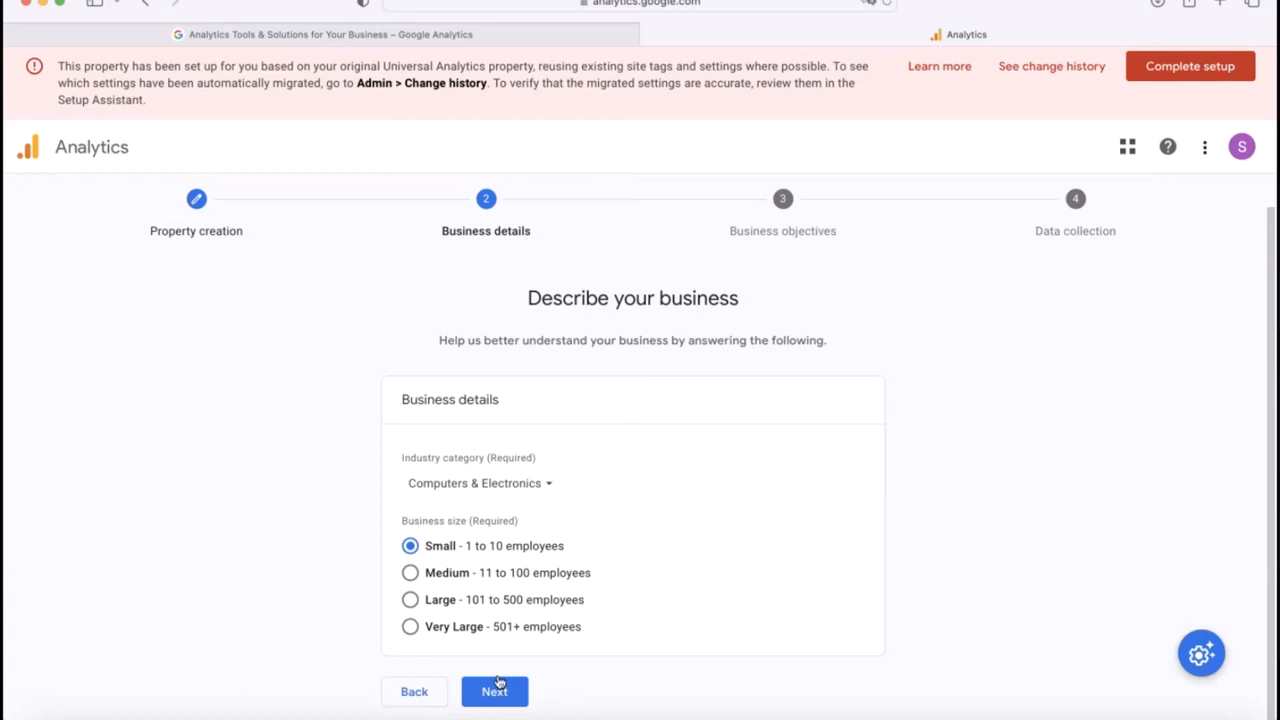 analytics.google.com
Analytics Tools & Solutions for Your Business – Google Analytics
Analytics
This property has been set up for you based on your original Universal Analytics property, reusing existing site tags and settings where possible. To see
which settings have been automatically migrated, go to Admin > Change history. To verify that the migrated settings are accurate, review them in the
Setup Assistant.
Learn more
See change history
Complete setup
Analytics
S
2
3
4
Property creation
Business details
Business objectives
Data collection
Describe your business
Help us better understand your business by answering the following.
Business details
Industry category (Required)
Computers & Electronics
Business size (Required)
Small - 1 to 10 employees
Medium - 11 to 100 employees
Large - 101 to 500 employees
Very Large - 501+ employees
Back
Next